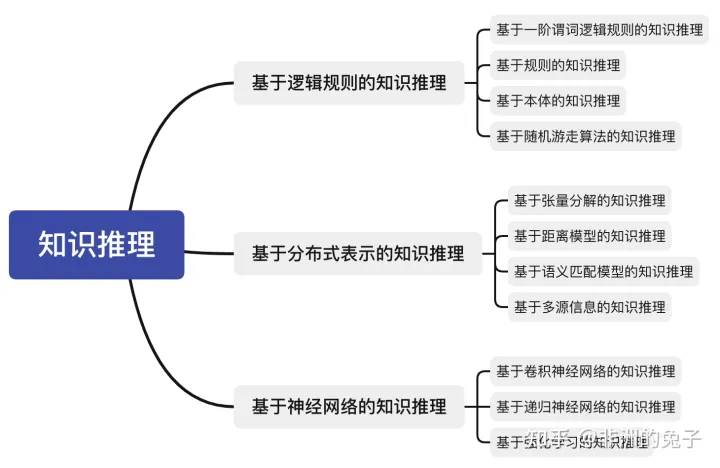 知识推理
基于逻辑规则的知识推理
基于一阶谓词逻辑规则的知识推理
基于规则的知识推理
基于本体的知识推理
基于随机游走算法的知识推理
基于分布式表示的知识推理
基于张量分解的知识推理
基于距离模型的知识推理
基于语义匹配模型的知识推理
基于多源信息的知识推理
基于神经网络的知识推理
基于卷积神经网络的知识推理
基于递归神经网络的知识推理
基于强化学习的知识推理
知乎 @非洲的兔子